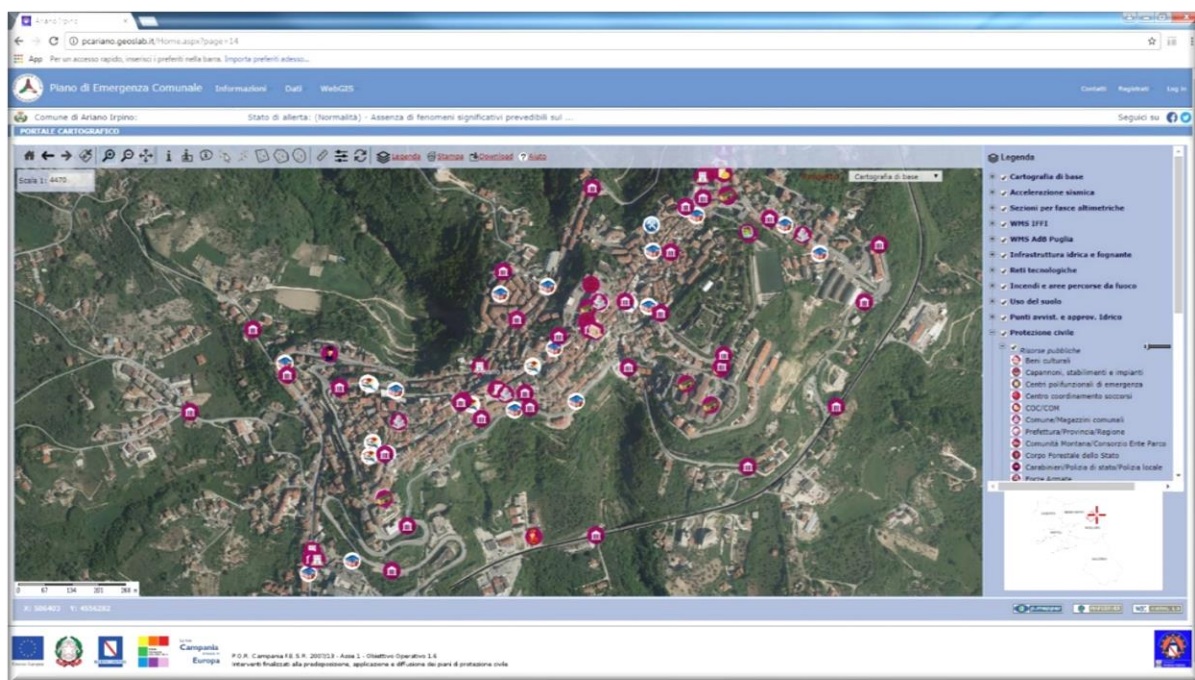 Ariano Irpino
pcariano.geoslab.it/Home.aspx?page=14
App Per un accesso rapido, inserisci i preferiti nella barra. Importa preferiti adesso...
Piano di Emergenza Comunale Informazioni Dati WebGIS Contatti Registrati Log in
Comune di Ariano Irpino: Stato di allerta: (Normalità) - Assenza di fenomeni significativi prevedibili sul ... Seguici su
PORTALE CARTOGRAFICO
Legenda Stampa Download Aiuto
Scala 1: 4470
Cartografia di base
Legenda
Cartografia di base
Accelerazione sismica
Sezioni per fasce altimetriche
WMS IFFI
WMS AdB Puglia
Infrastruttura idrica e fognante
Reti tecnologiche
Incendi e aree percorse da fuoco
Uso del suolo
Punti avvist. e approv. Idrico
Protezione civile
Risorse pubbliche
Beni culturali
Capannoni, stabilimenti e impianti
Centri polifunzionali di emergenza
Centro coordinamento soccorsi
COC/COM
Comune/Magazzini comunali
Prefettura/Provincia/Regione
Comunità Montana/Consorzio Ente Parco
Corpo Forestale dello Stato
Carabinieri/Polizia di stato/Polizia locale
Forze Armate
0 67 134 201 268 m
X: 506403 Y: 4556282
Campania
Europa
P.O.R. Campania F.E.S.R. 2007/13 - Asse 1 - Obiettivo Operativo 1.6
Interventi finalizzati alla predisposizione, applicazione e diffusione dei piani di protezione civile